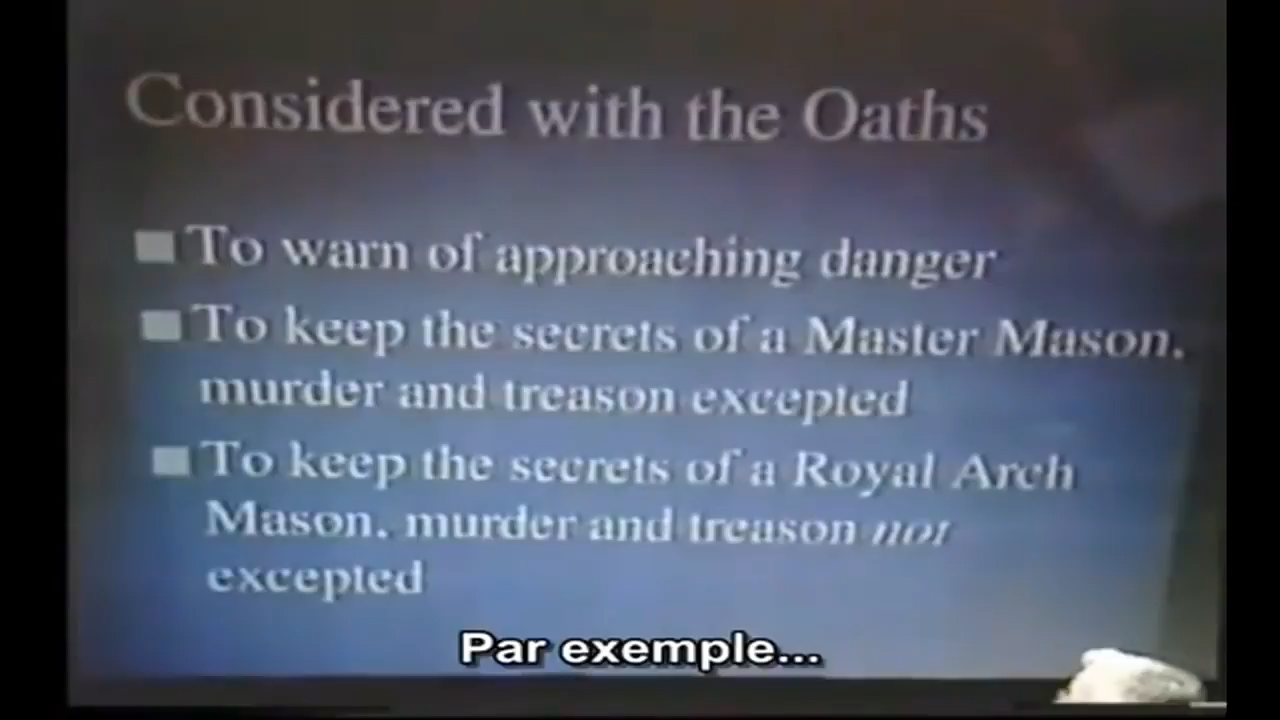 Considered with the Oaths
■ To warn of approaching danger
■ To keep the secrets of a Master Mason,
murder and treason excepted
■ To keep the secrets of a Royal Arch
Mason, murder and treason not
excepted
Par exemple...